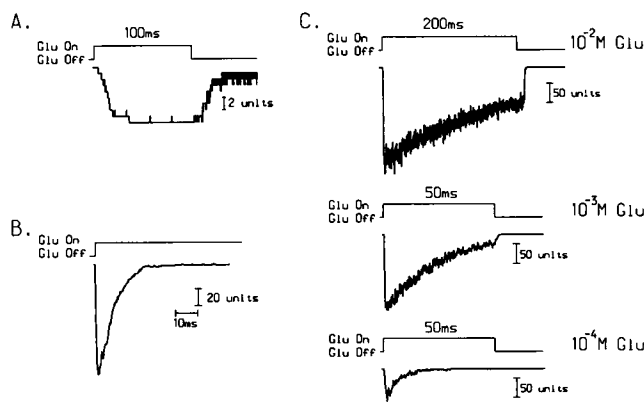 A.
100ms
Glu On
Glu Off
2 units
B.
Glu On
Glu Off
20 units
10ms
C.
200ms
Glu On
Glu Off
10⁻²M Glu
50 units
50ms
Glu On
Glu Off
10⁻³M Glu
50 units
50ms
Glu On
Glu Off
10⁻⁴M Glu
50 units